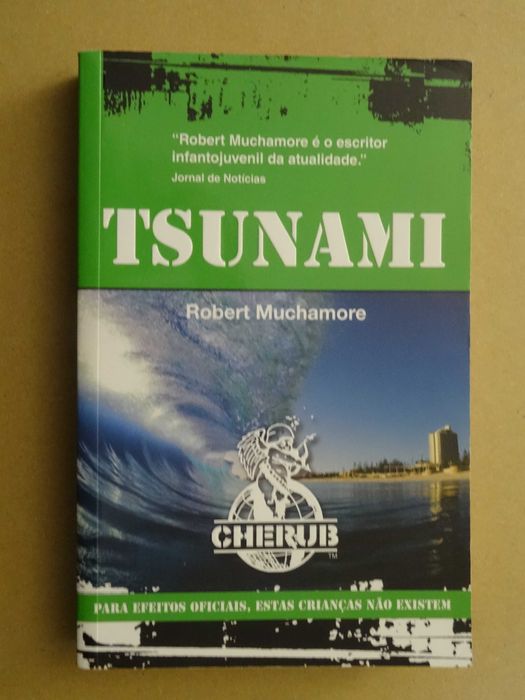 “Robert Muchamore é o escritor
infantojuvenil da atualidade.”
Jornal de Notícias
TSUNAMI
Robert Muchamore
CHERUB
TM
PARA EFEITOS OFICIAIS, ESTAS CRIANÇAS NÃO EXISTEM